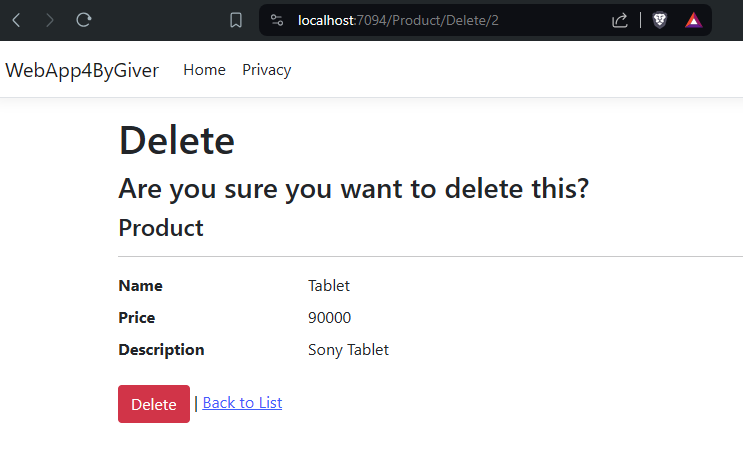 localhost:7094/Product/Delete/2
WebApp4ByGiver Home Privacy
Delete
Are you sure you want to delete this?
Product
Name Tablet
Price 90000
Description Sony Tablet
Delete | Back to List